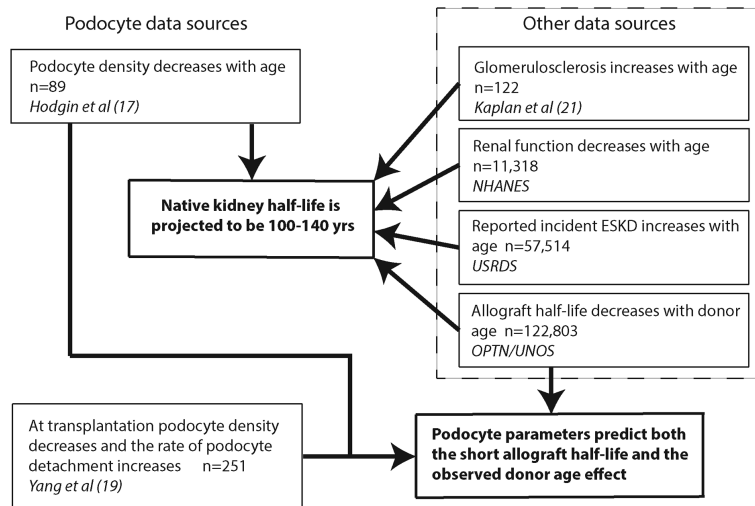 Podocyte data sources
Podocyte density decreases with age
n=89
Hodgin et al (17)
Native kidney half-life is
projected to be 100-140 yrs
At transplantation podocyte density
decreases and the rate of podocyte
detachment increases n=251
Yang et al (19)
Other data sources
Glomerulosclerosis increases with age
n=122
Kaplan et al (21)
Renal function decreases with age
n=11,318
NHANES
Reported incident ESKD increases with
age n=57,514
USRDS
Allograft half-life decreases with donor
age n=122,803
OPTN/UNOS
Podocyte parameters predict both
the short allograft half-life and the
observed donor age effect